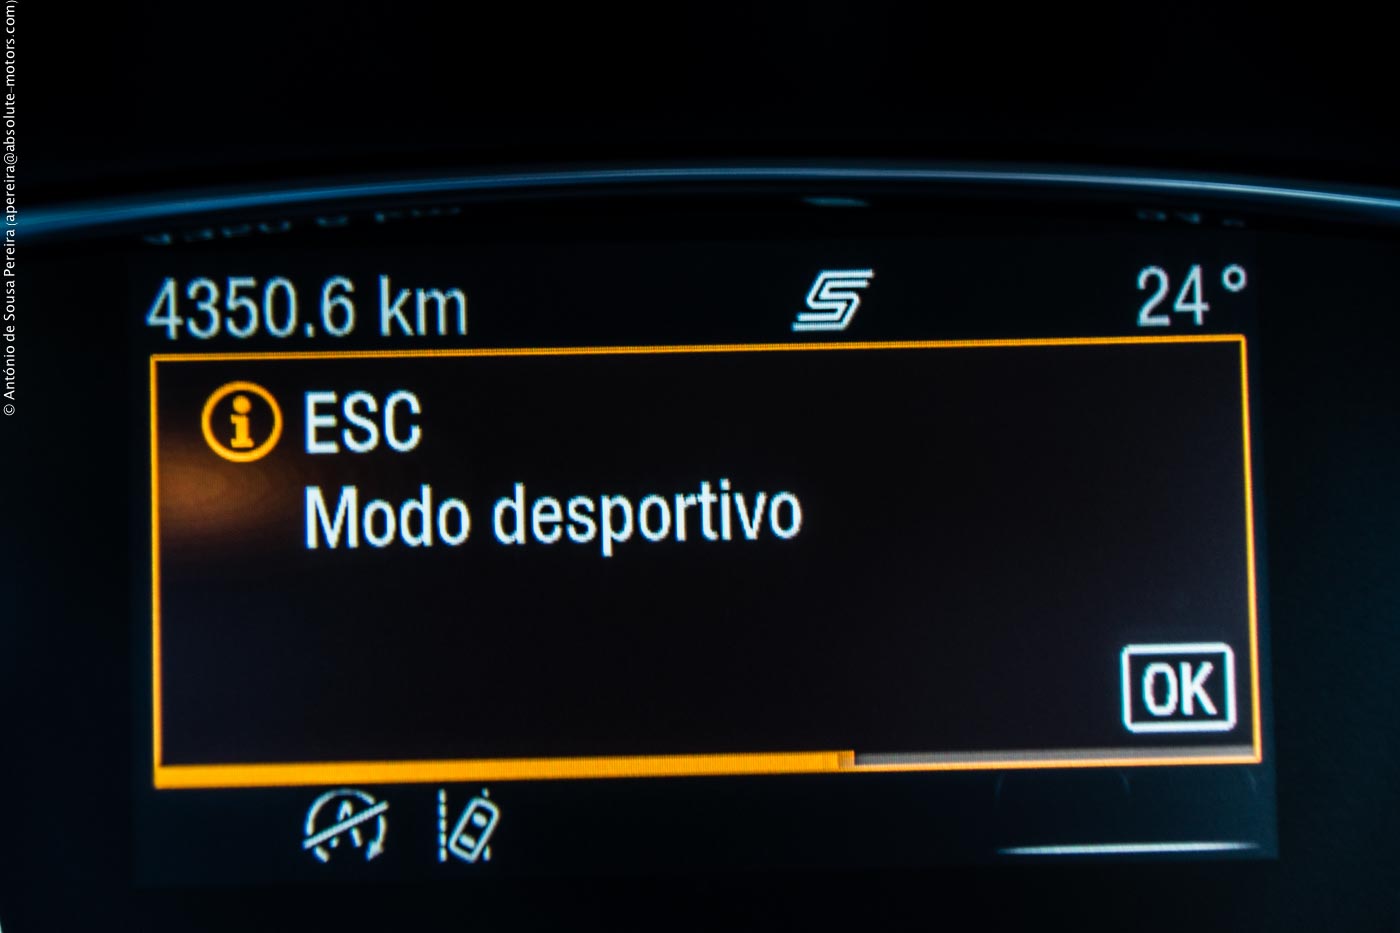 © António de Sousa Pereira (apereira@absolute-motors.com)
4350.6 km
24°
ESC
Modo desportivo
OK